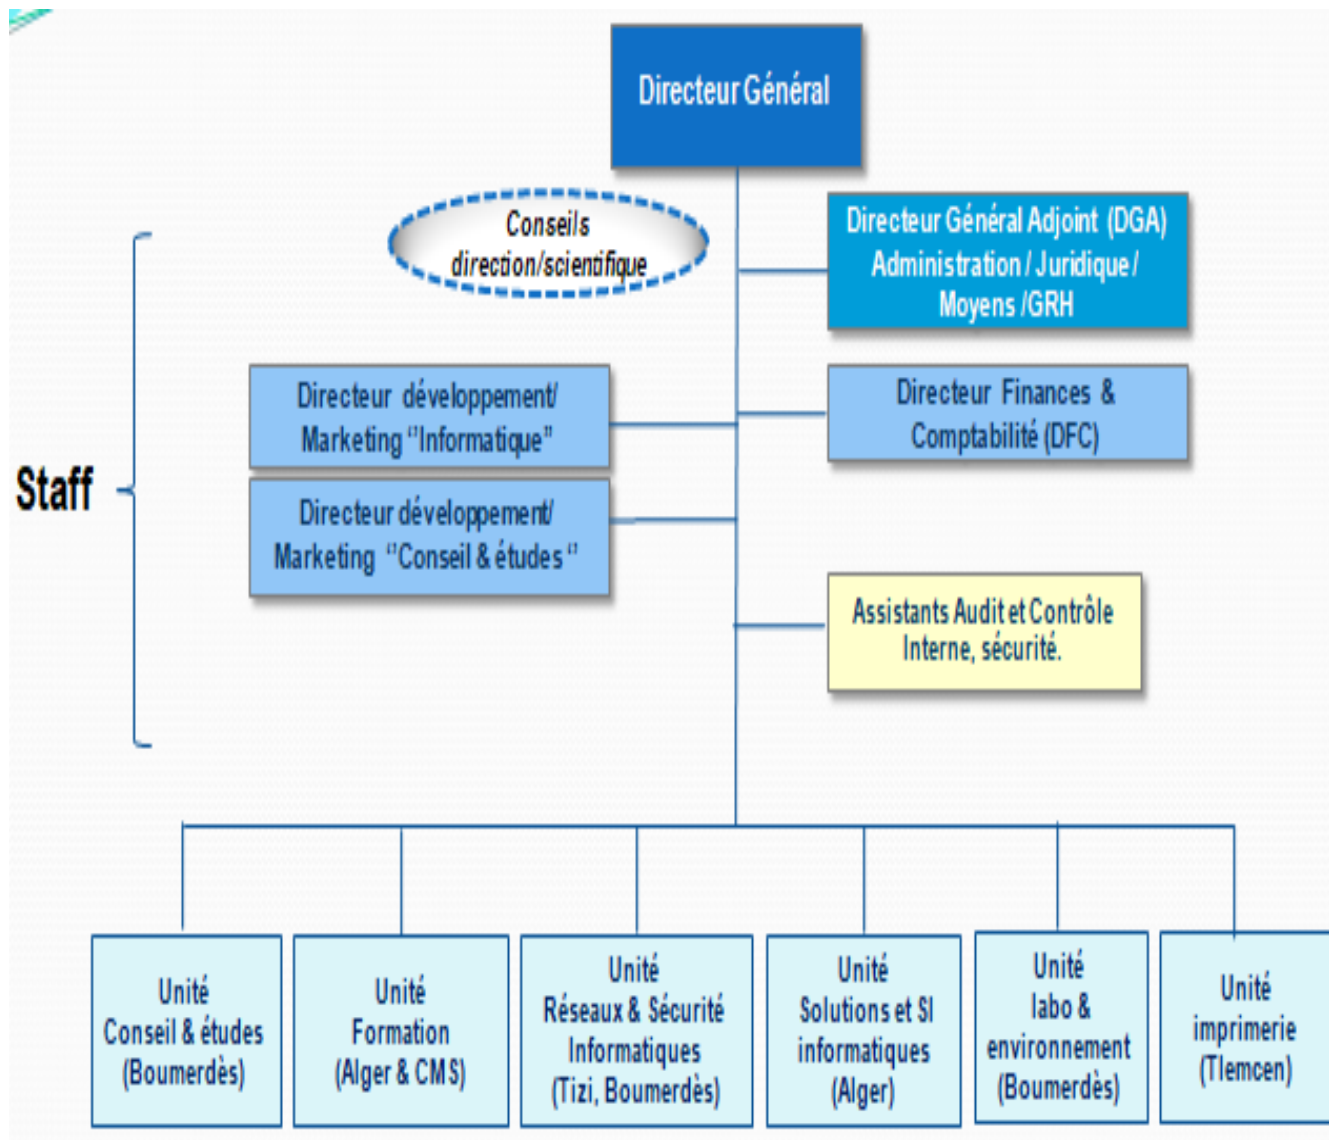 Directeur Général
Conseils
direction/scientifique
Directeur Général Adjoint (DGA)
Administration / Juridique /
Moyens /GRH
Directeur développement/
Marketing ‘’Informatique’’
Directeur Finances &
Comptabilité (DFC)
Staff
Directeur développement/
Marketing ‘’Conseil & études ‘’
Assistants Audit et Contrôle
Interne, sécurité.
Unité
Conseil & études
(Boumerdès)
Unité
Formation
(Alger & CMS)
Unité
Réseaux & Sécurité
Informatiques
(Tizi, Boumerdès)
Unité
Solutions et SI
informatiques
(Alger)
Unité
labo &
environnement
(Boumerdès)
Unité
imprimerie
(Tlemcen)